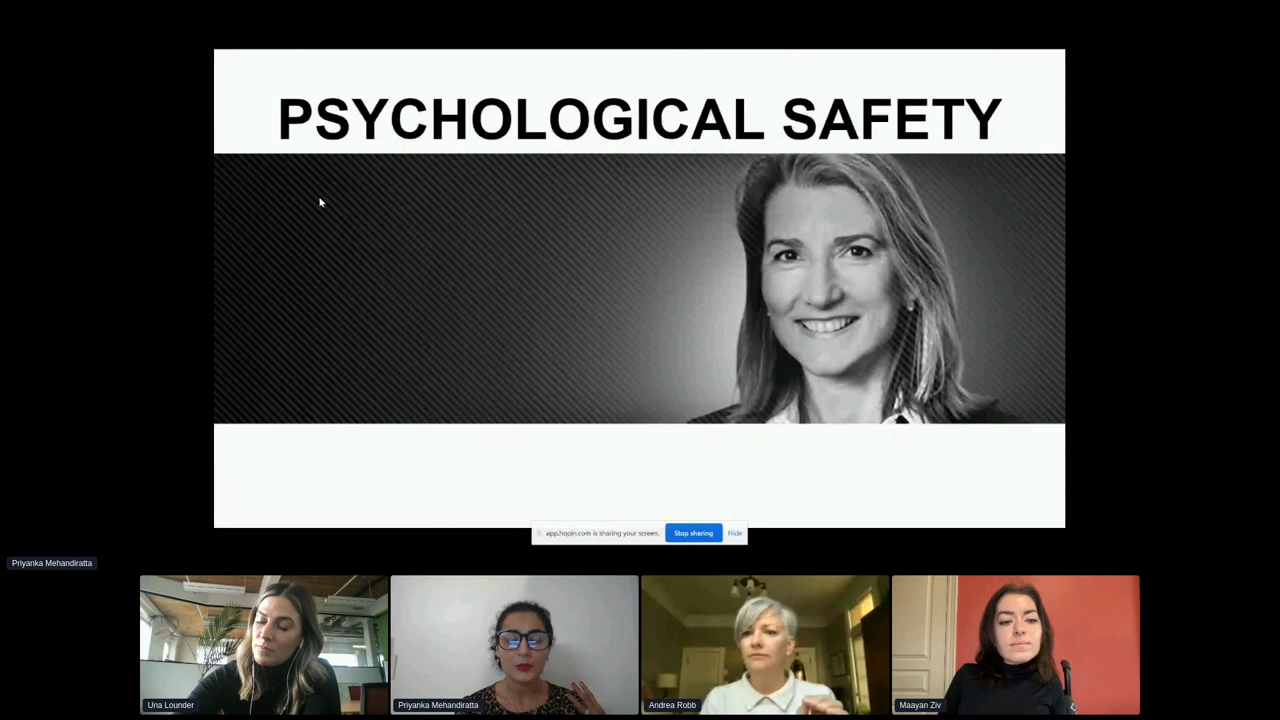 PSYCHOLOGICAL SAFETY
app.hopin.com is sharing your screen.
Stop sharing
Hide
Priyanka Mehandiratta
Una Lounder
Priyanka Mehandiratta
Andrea Robb
Maayan Ziv